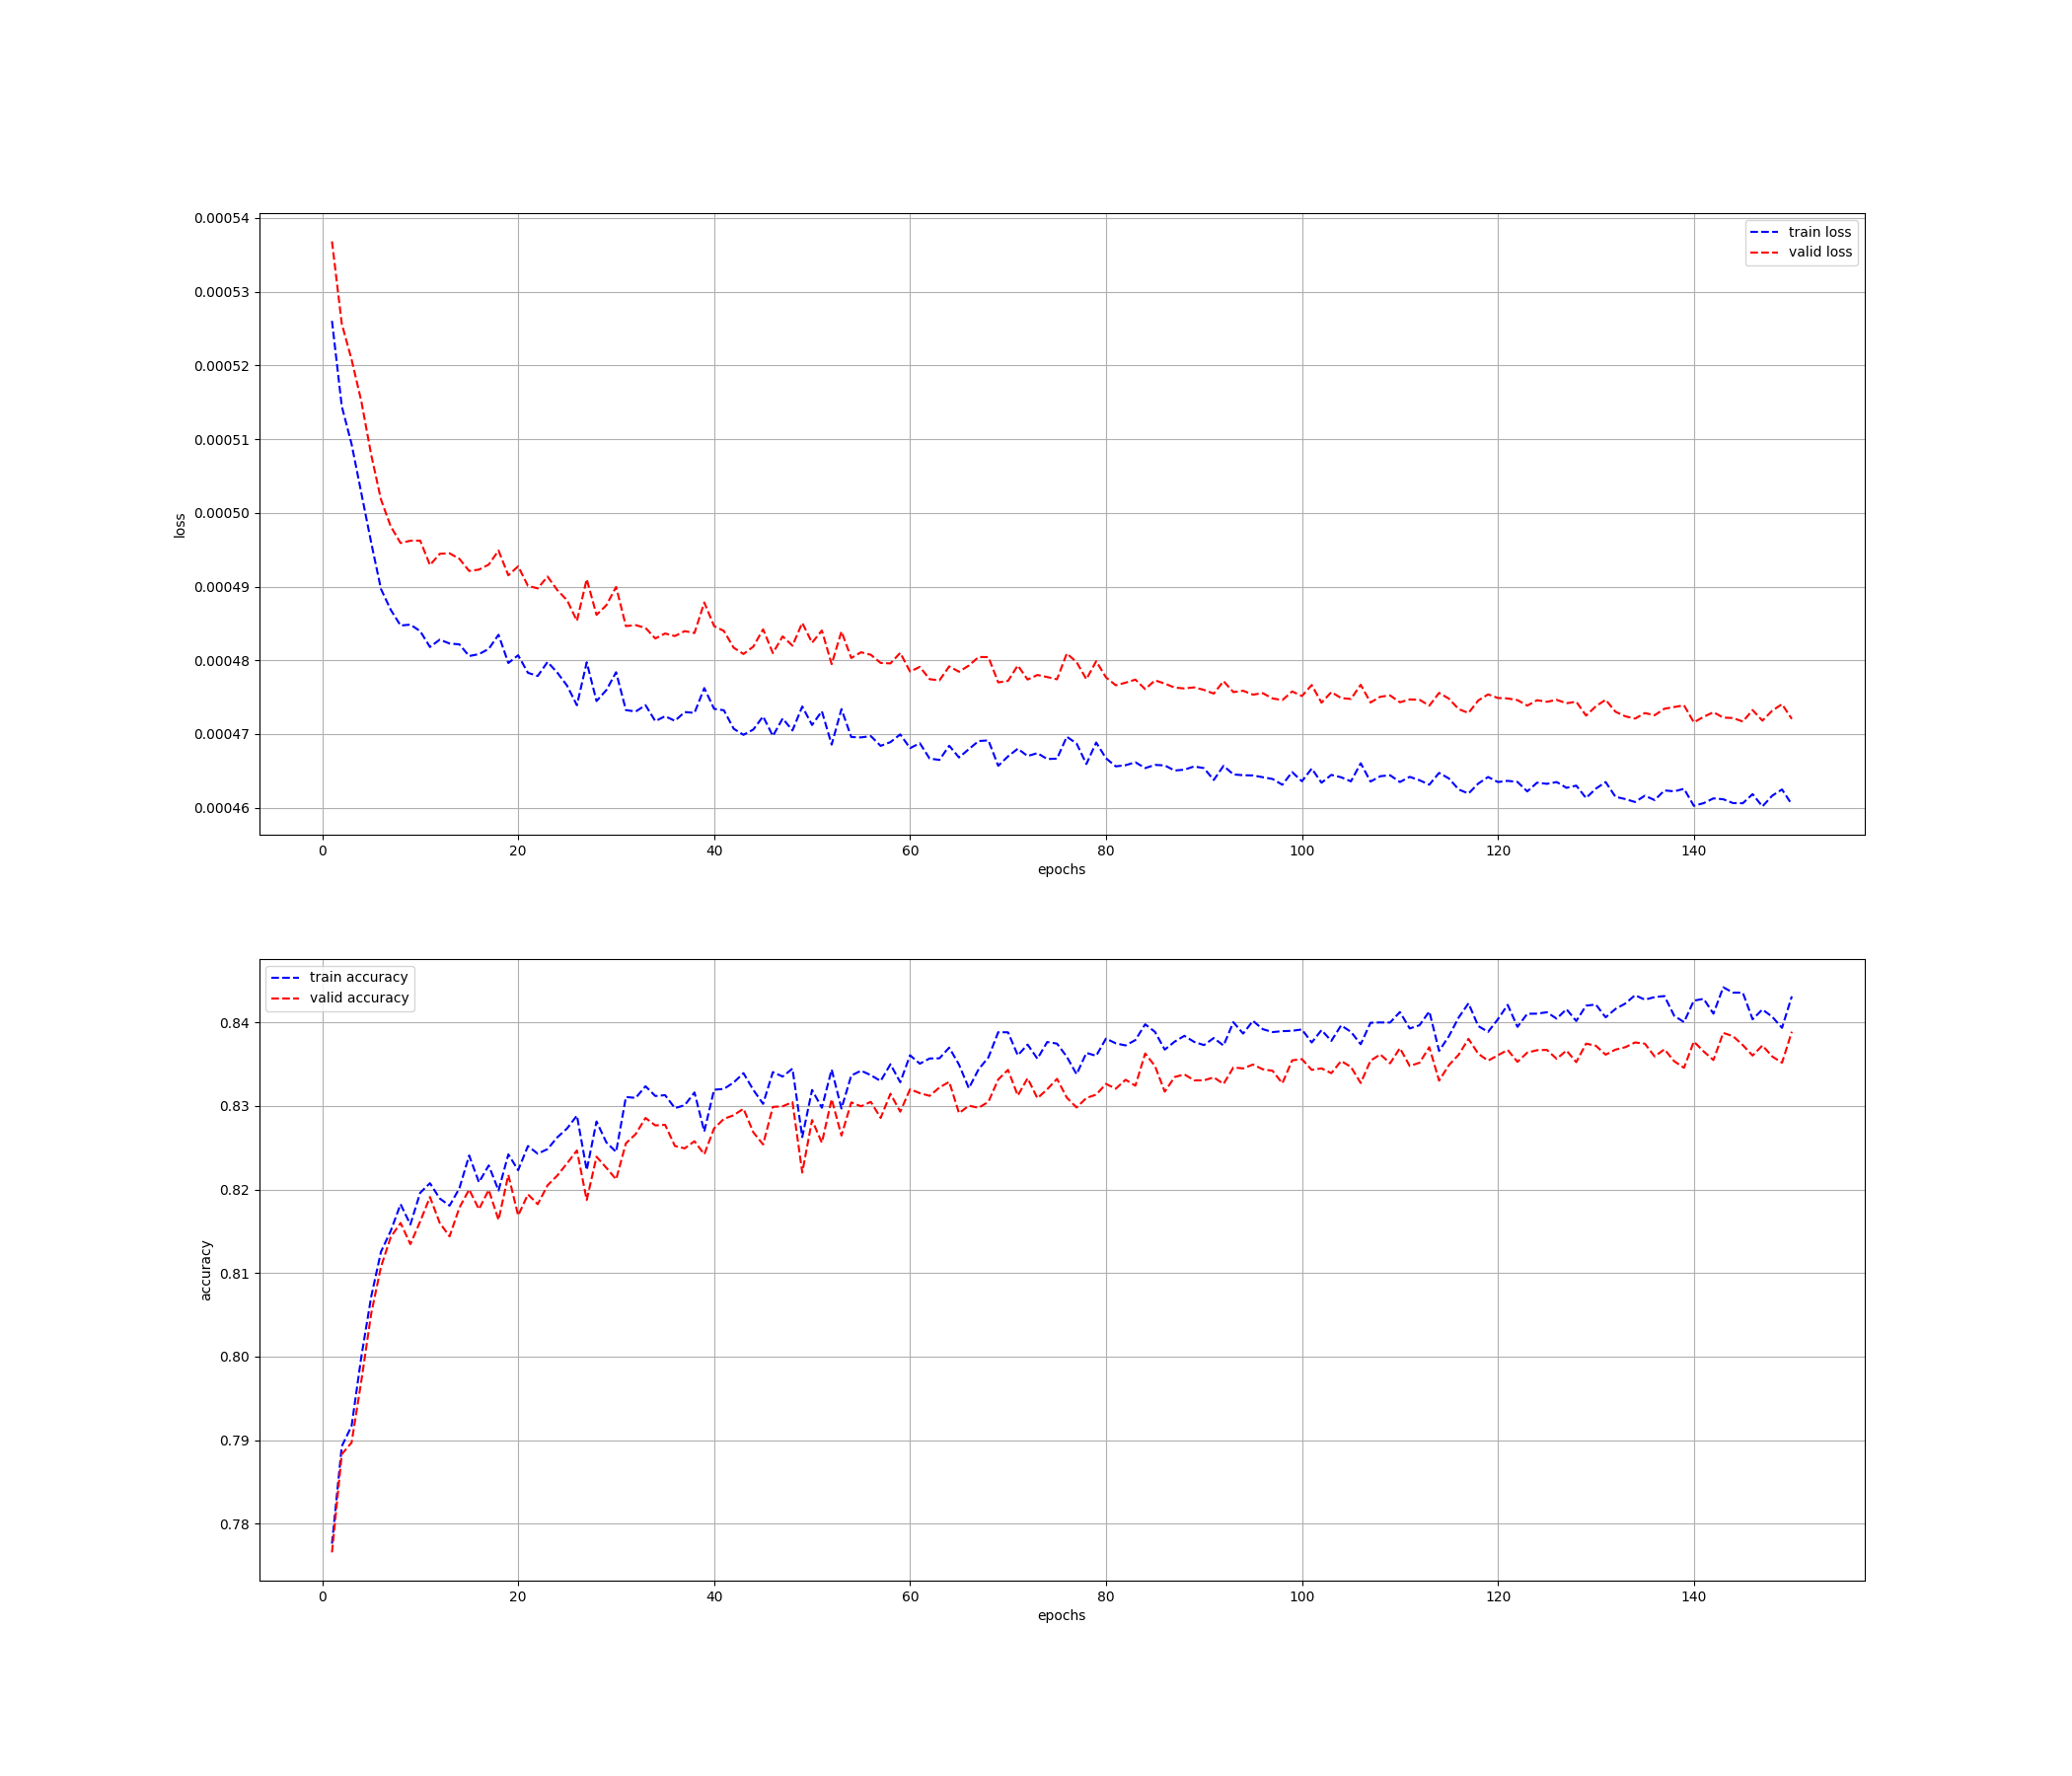 0.00054
0.00053
0.00052
0.00051
0.00050
0.00049
0.00048
0.00047
0.00046
loss
train loss
valid loss
0 20 40 60 80 100 120 140
epochs
train accuracy
valid accuracy
0.84
0.83
0.82
0.81
0.80
0.79
0.78
accuracy
0 20 40 60 80 100 120 140
epochs